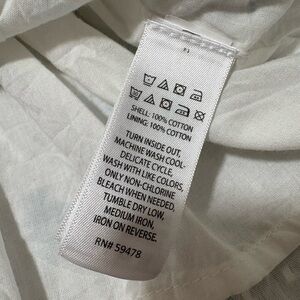 SHELL: 100% COTTON
LINING: 100% COTTON
TURN INSIDE OUT,
MACHINE WASH COOL-
DELICATE CYCLE,
WASH WITH LIKE COLORS.
ONLY NON-CHLORINE
BLEACH WHEN NEEDED,
TUMBLE DRY LOW,
MEDIUM IRON,
IRON ON REVERSE.
RN# 59478